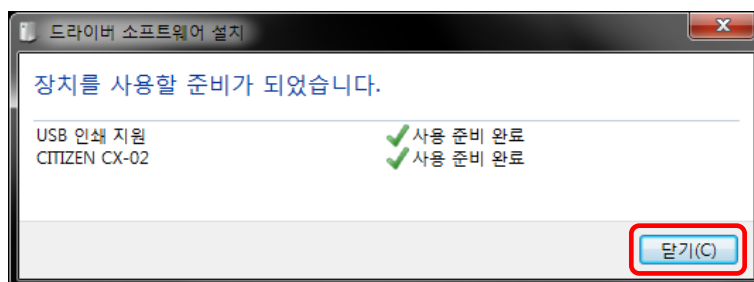 드라이버 소프트웨어 설치
장치를 사용할 준비가 되었습니다.
USB 인쇄 지원 사용 준비 완료
CITIZEN CX-02 사용 준비 완료
닫기(C)